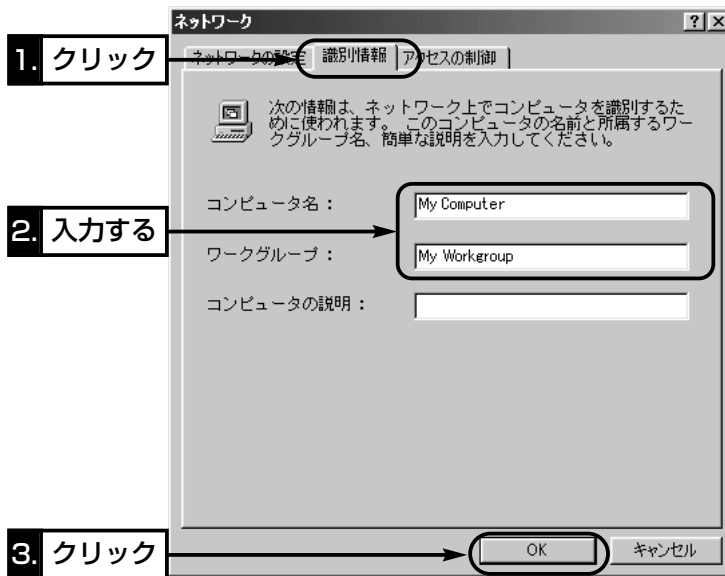 ネットワーク
? ×
1. クリック
ネットワークの設定 識別情報 アクセスの制御
次の情報は、ネットワーク上でコンピュータを識別するた
めに使われます。 このコンピュータの名前と所属するワー
クグループ名、簡単な説明を入力してください。
2. 入力する
コンピュータ名： My Computer
ワークグループ： My Workgroup
コンピュータの説明：
3. クリック
OK キャンセル